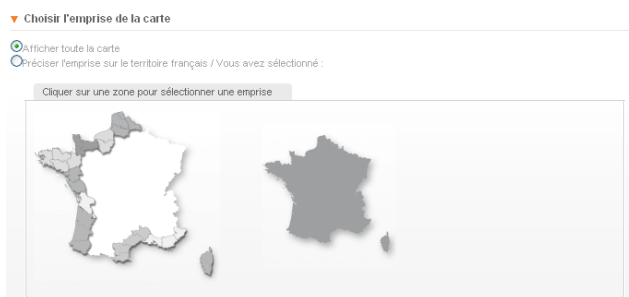 Choisir l'emprise de la carte
Afficher toute la carte
Préciser l'emprise sur le territoire français / Vous avez sélectionné :
Cliquer sur une zone pour sélectionner une emprise